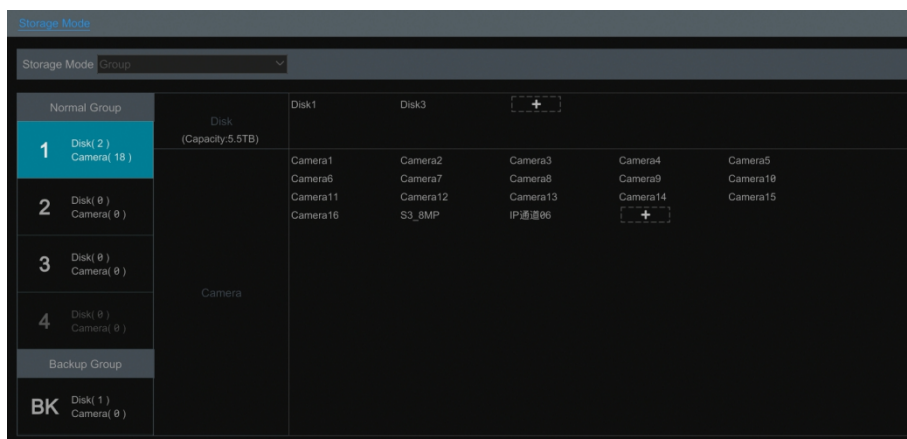 Storage Mode
Storage Mode Group
Normal Group
1 Disk( 2 )
Camera( 18 )
2 Disk( 0 )
Camera( 0 )
3 Disk( 0 )
Camera( 0 )
4 Disk( 0 )
Camera( 0 )
Backup Group
BK Disk( 1 )
Camera( 0 )
Disk
(Capacity:5.5TB)
Disk1 Disk3 +
Camera
Camera1 Camera2 Camera3 Camera4 Camera5
Camera6 Camera7 Camera8 Camera9 Camera10
Camera11 Camera12 Camera13 Camera14 Camera15
Camera16 S3_8MP IP通道06 +